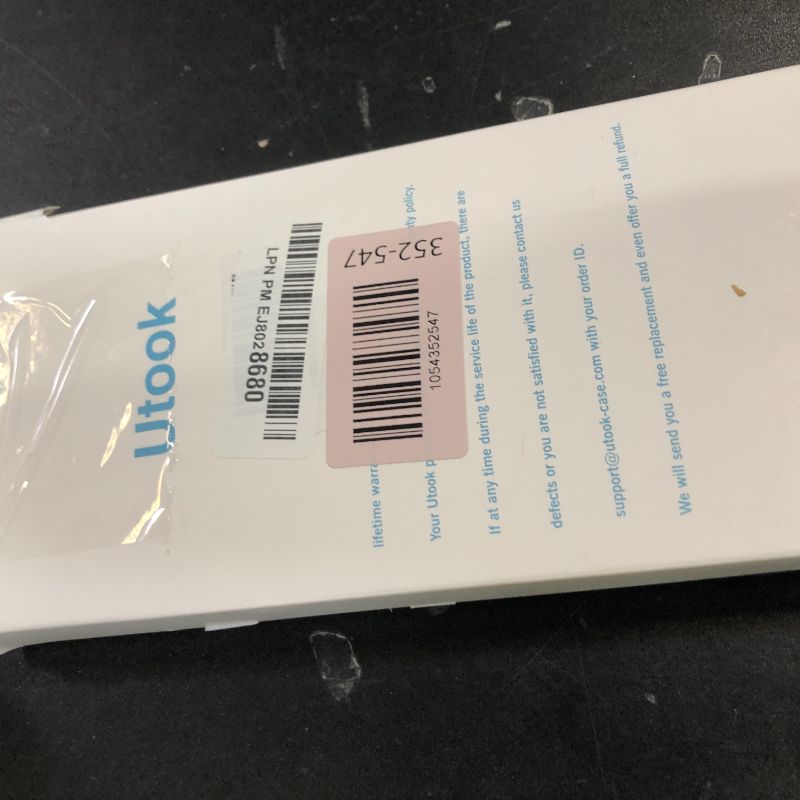 Utook
LPN PM EJ8028680
352-547
1054352547
lifetime warra
ty policy.
Your Utook p
If at any time during the service life of the product, there are
defects or you are not satisfied with it, please contact us
support@utook-case.com with your order ID.
We will send you a free replacement and even offer you a full refund.